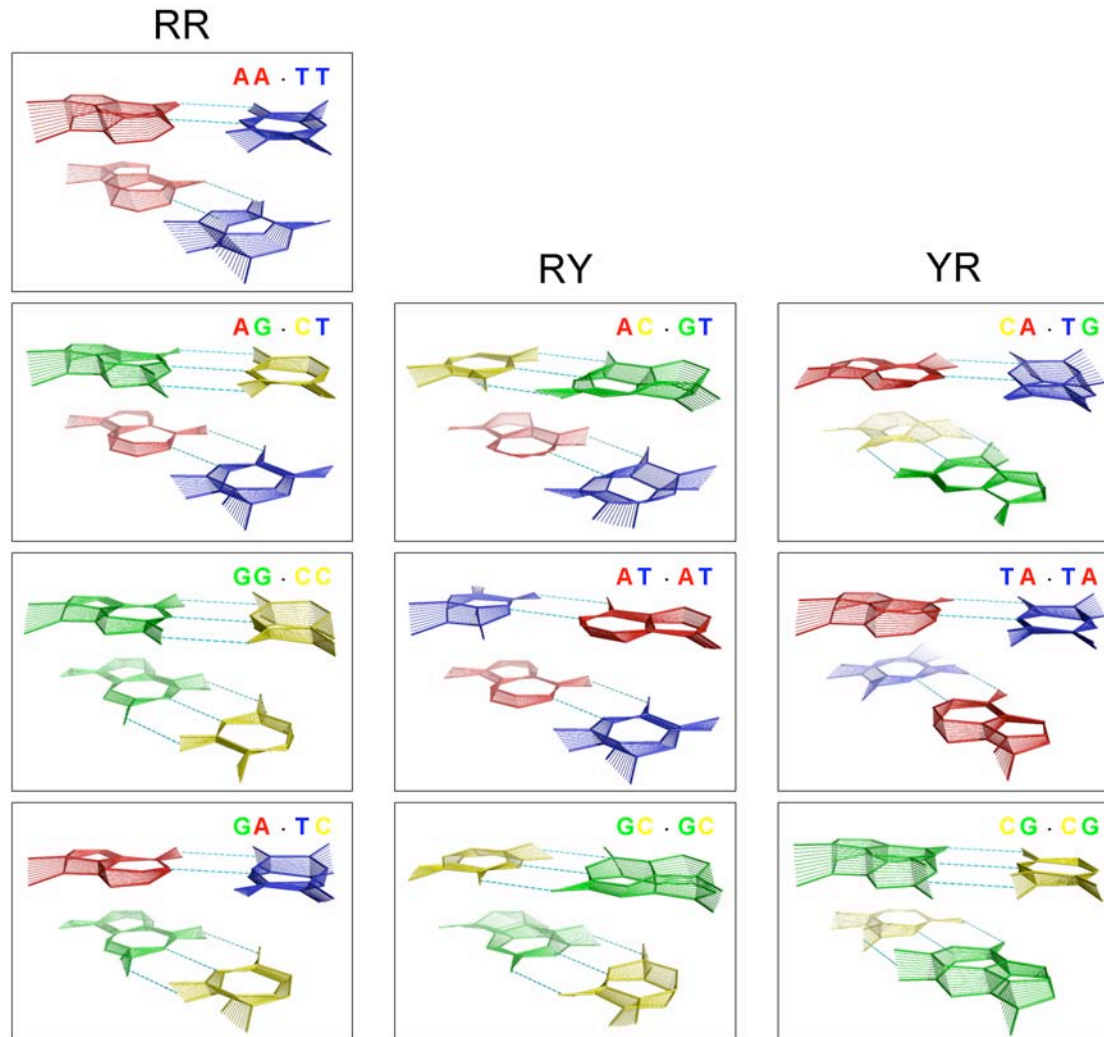 RR
AA · TT
RY
YR
AG · CT
AC · GT
CA · TG
GG · CC
AT · AT
TA · TA
GA · TC
GC · GC
CG · CG